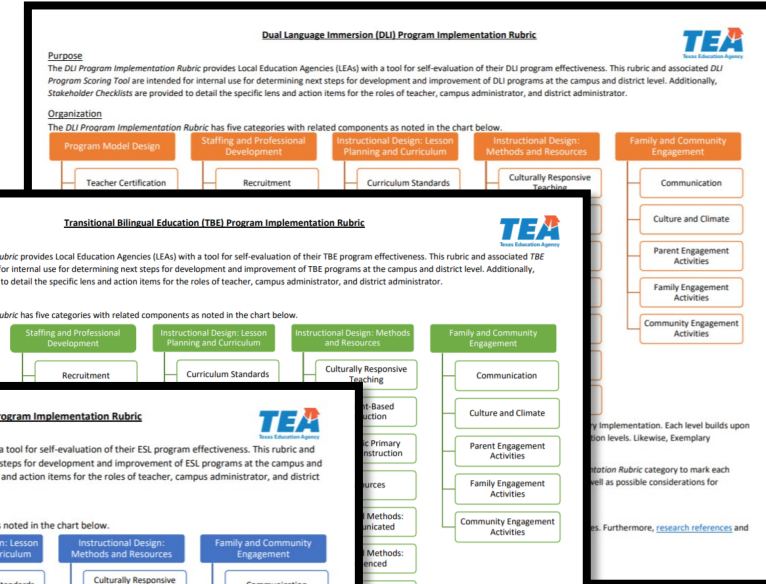 Dual Language Immersion (DLI) Program Implementation Rubric
TEA
Texas Education Agency
Purpose
The DLI Program Implementation Rubric provides Local Education Agencies (LEAs) with a tool for self-evaluation of their DLI program effectiveness. This rubric and associated DLI
Program Scoring Tool are intended for internal use for determining next steps for development and improvement of DLI programs at the campus and district level. Additionally,
Stakeholder Checklists are provided to detail the specific lens and action items for the roles of teacher, campus administrator, and district administrator.
Organization
The DLI Program Implementation Rubric has five categories with related components as noted in the chart below.
Program Model Design
Teacher Certification
Staffing and Professional
Development
Recruitment
Instructional Design: Lesson
Planning and Curriculum
Curriculum Standards
Instructional Design:
Methods and Resources
Culturally Responsive
Teaching
Family and Community
Engagement
Communication
Culture and Climate
Parent Engagement
Activities
Family Engagement
Activities
Community Engagement
Activities
Implementation. Each level builds upon
levels. Likewise, Exemplary
Rubric category to mark each
well as possible considerations for
Furthermore, research references and
Transitional Bilingual Education (TBE) Program Implementation Rubric
TEA
Texas Education Agency
provides Local Education Agencies (LEAs) with a tool for self-evaluation of their TBE program effectiveness. This rubric and associated TBE
for internal use for determining next steps for development and improvement of TBE programs at the campus and district level. Additionally,
to detail the specific lens and action items for the roles of teacher, campus administrator, and district administrator.
has five categories with related components as noted in the chart below.
Staffing and Professional
Development
Recruitment
Instructional Design: Lesson
Planning and Curriculum
Curriculum Standards
Instructional Design: Methods
and Resources
Culturally Responsive
Teaching
Primary
Methods:
Methods:
Family and Community
Engagement
Communication
Culture and Climate
Parent Engagement
Activities
Family Engagement
Activities
Community Engagement
Activities
Program Implementation Rubric
TEA
Texas Education Agency
a tool for self-evaluation of their ESL program effectiveness. This rubric and
steps for development and improvement of ESL programs at the campus and
and action items for the roles of teacher, campus administrator, and district
noted in the chart below.
Lesson
Instructional Design:
Methods and Resources
Culturally Responsive
Family and Community
Engagement